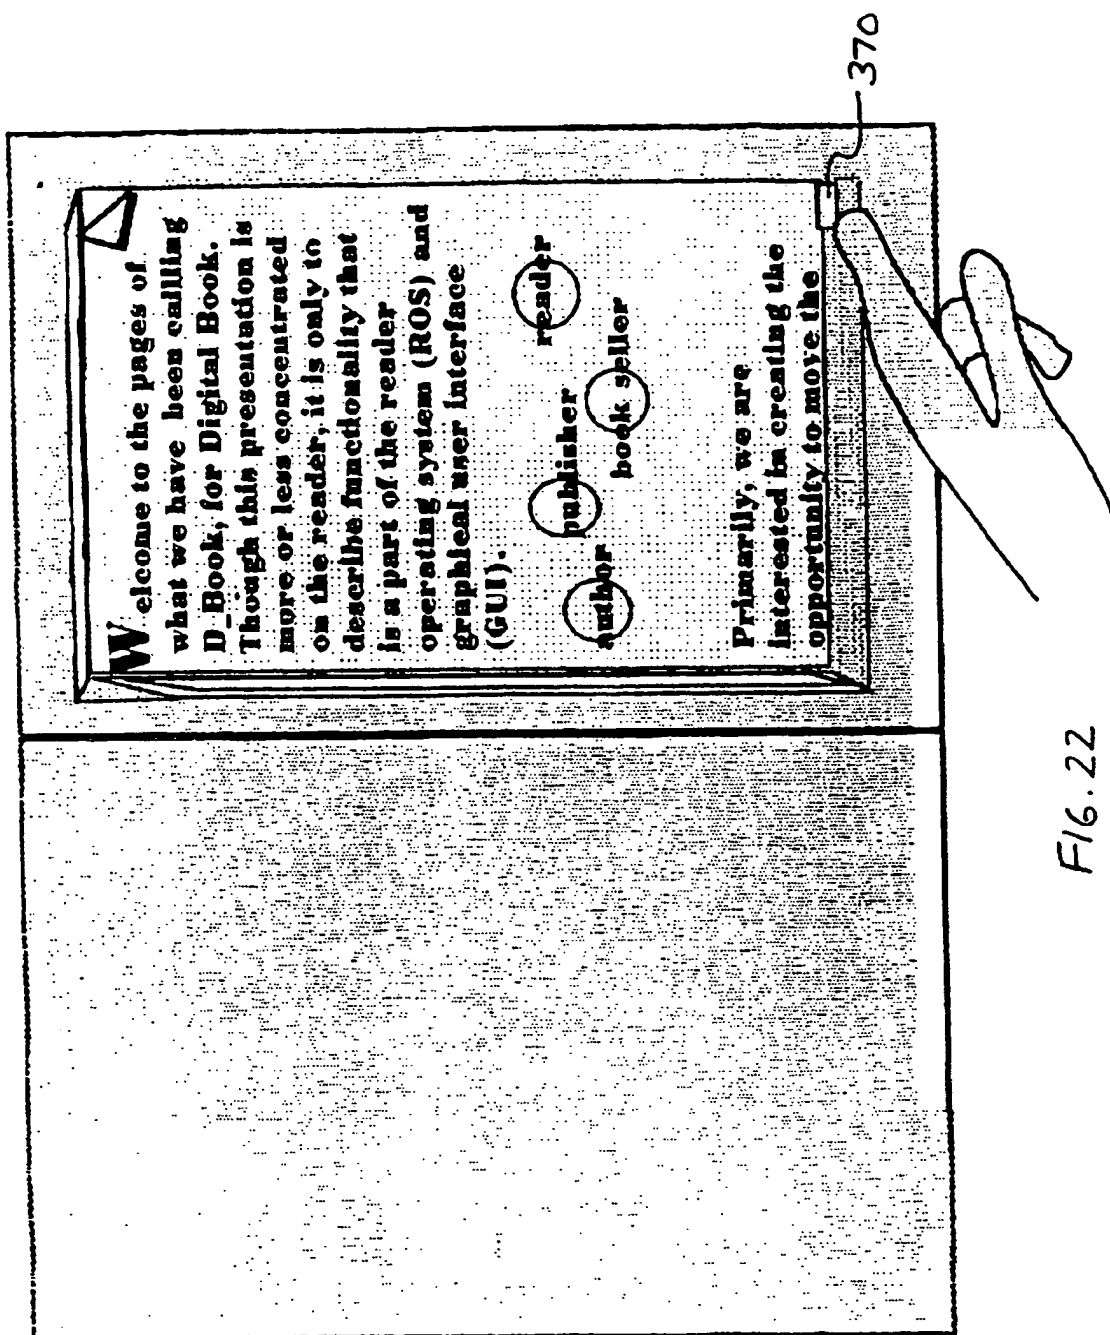 Welcome to the pages of
what we have been calling
D_Book, for Digital Book.
Though this presentation is
more or less concentrated
on the reader, it is only to
describe functionality that
is a part of the reader
operating system (ROS) and
graphical user interface
(GUI).
reader
publisher
author
book seller
Primarily, we are
interested in creating the
opportunity to move the
370
FIG.22